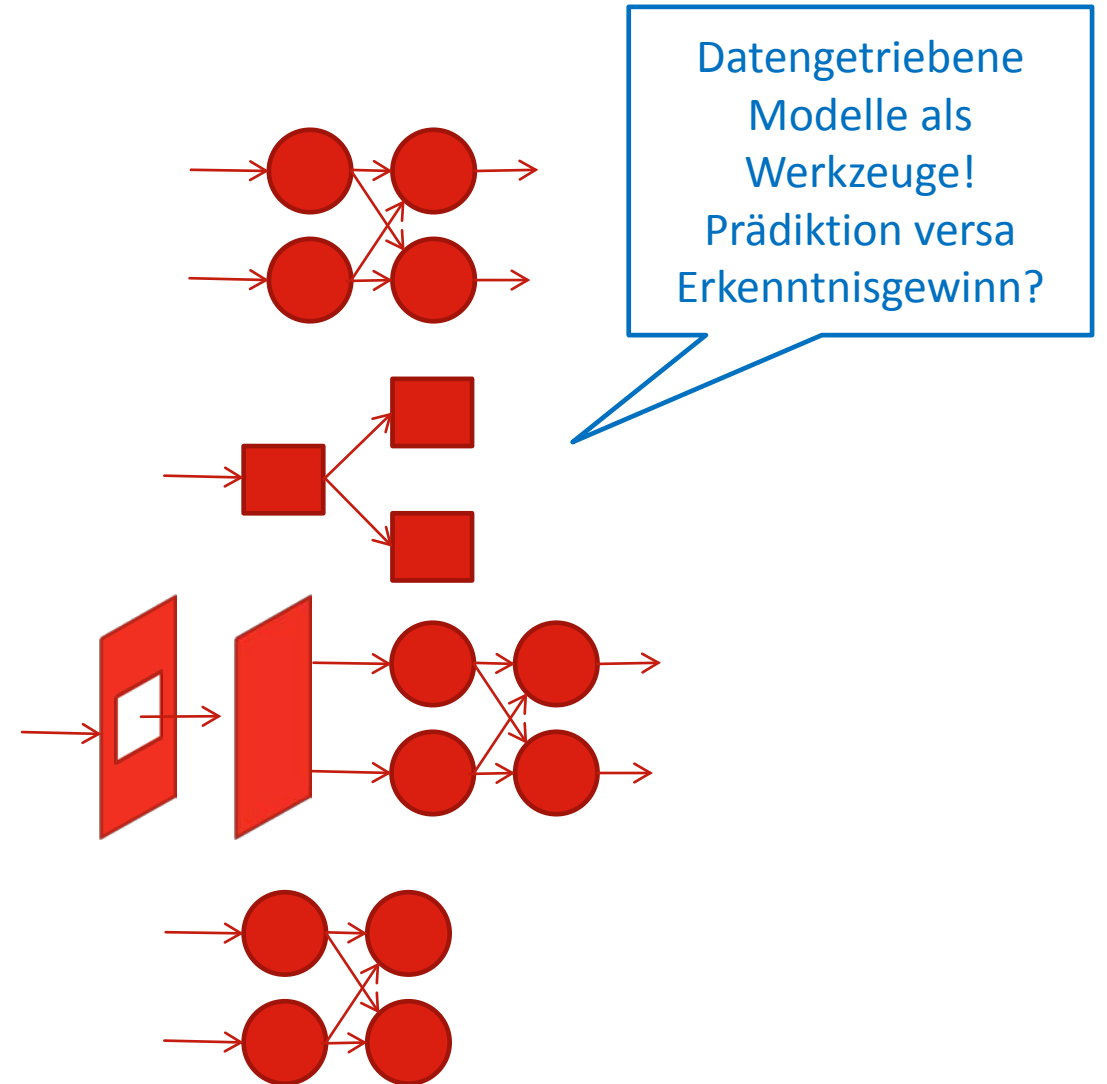 Datengetriebene
Modelle als
Werkzeuge!
Prädiktion versa
Erkenntnisgewinn?